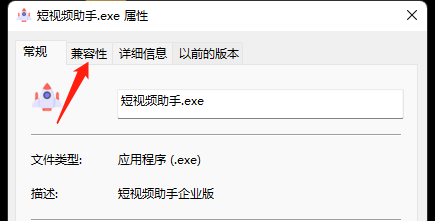 短视频助手.exe 属性
常规 兼容性 详细信息 以前的版本
短视频助手.exe
文件类型: 应用程序 (.exe)
描述: 短视频助手企业版